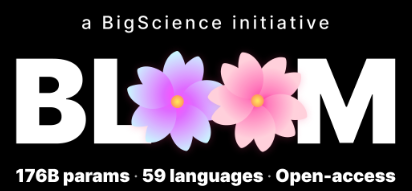 a BigScience initiative
BLOOM
176B params · 59 languages · Open-access